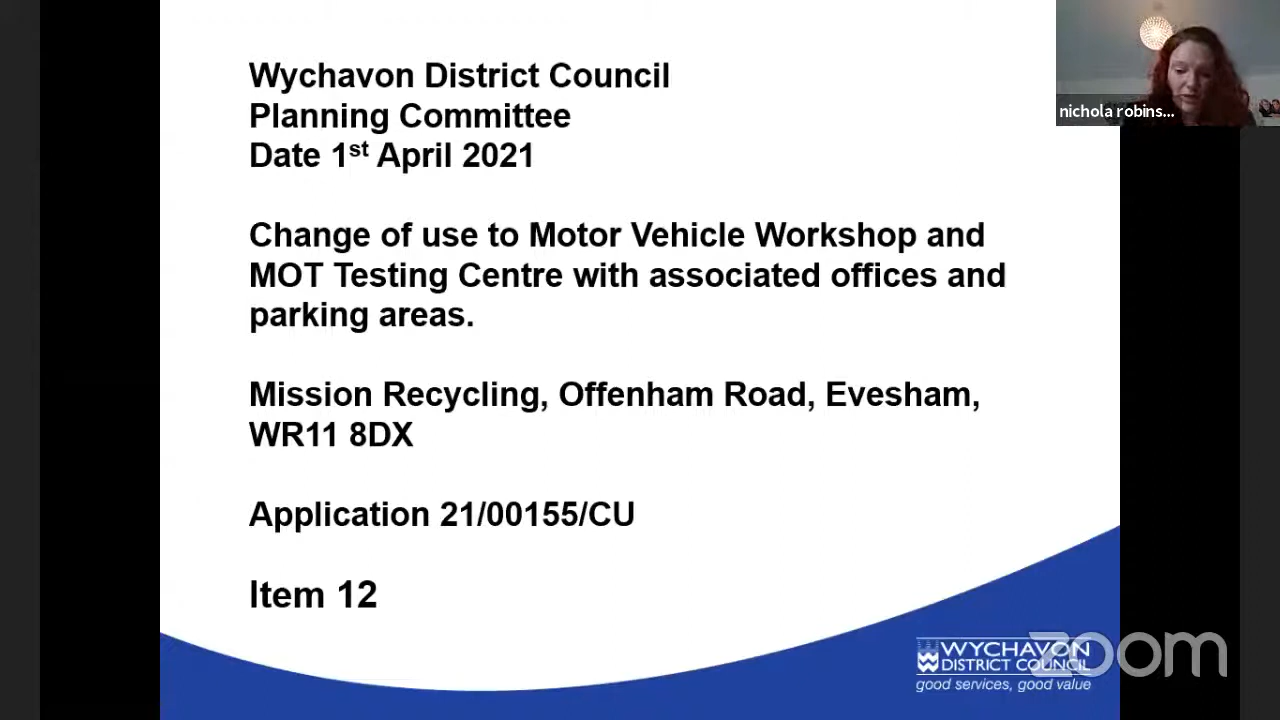 Wychavon District Council
Planning Committee
Date 1st April 2021
Change of use to Motor Vehicle Workshop and
MOT Testing Centre with associated offices and
parking areas.
Mission Recycling, Offenham Road, Evesham,
WR11 8DX
Application 21/00155/CU
Item 12
nichola robins...
WYCHAVON
DISTRICT COUNCIL
good services, good value
zoom